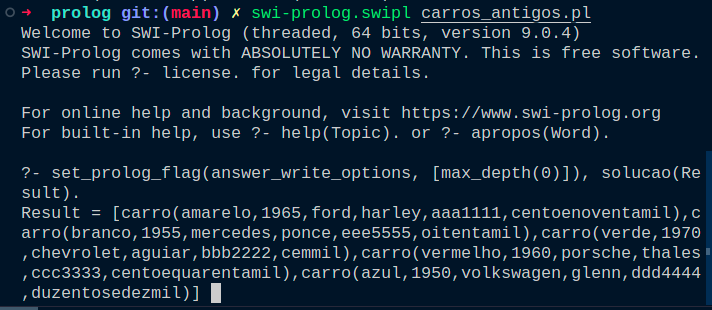 ➜ prolog git:(main) ✗ swi-prolog.swipl carros_antigos.pl
Welcome to SWI-Prolog (threaded, 64 bits, version 9.0.4)
SWI-Prolog comes with ABSOLUTELY NO WARRANTY. This is free software.
Please run ?- license. for legal details.

For online help and background, visit https://www.swi-prolog.org
For built-in help, use ?- help(Topic). or ?- apropos(Word).

?- set_prolog_flag(answer_write_options, [max_depth(0)]), solucao(Re
sult).
Result = [carro(amarelo,1965,ford,harley,aaa1111,centoenoventamil),c
arro(branco,1955,mercedes,ponce,eee5555,oitentamil),carro(verde,1970
,chevrolet,aguiar,bbb2222,cemmil),carro(vermelho,1960,porsche,thales
,ccc3333,centoequarentamil),carro(azul,1950,volkswagen,glenn,ddd4444
,duzentosedezmil)]